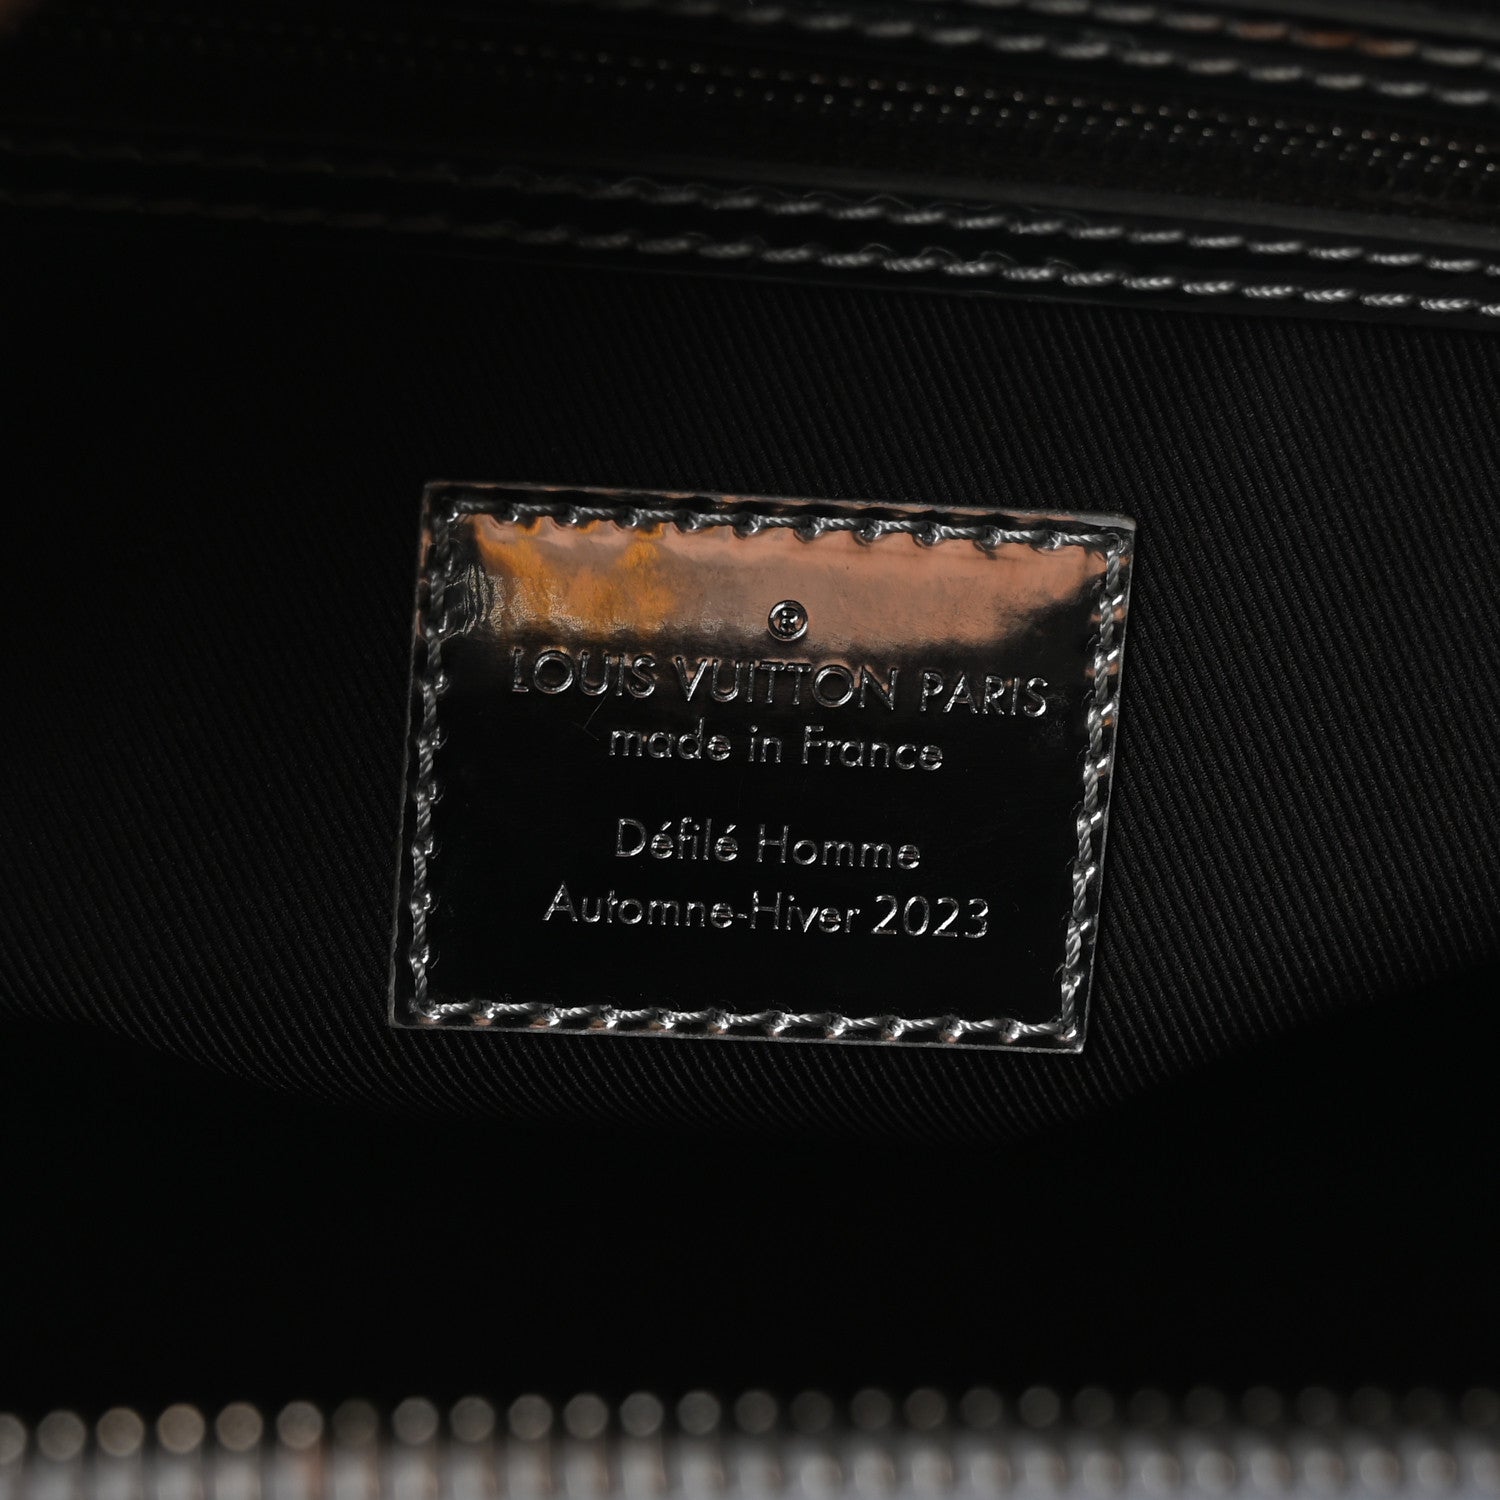 ®
LOUIS VUITTON PARIS
made in France
Défilé Homme
Automne-Hiver 2023